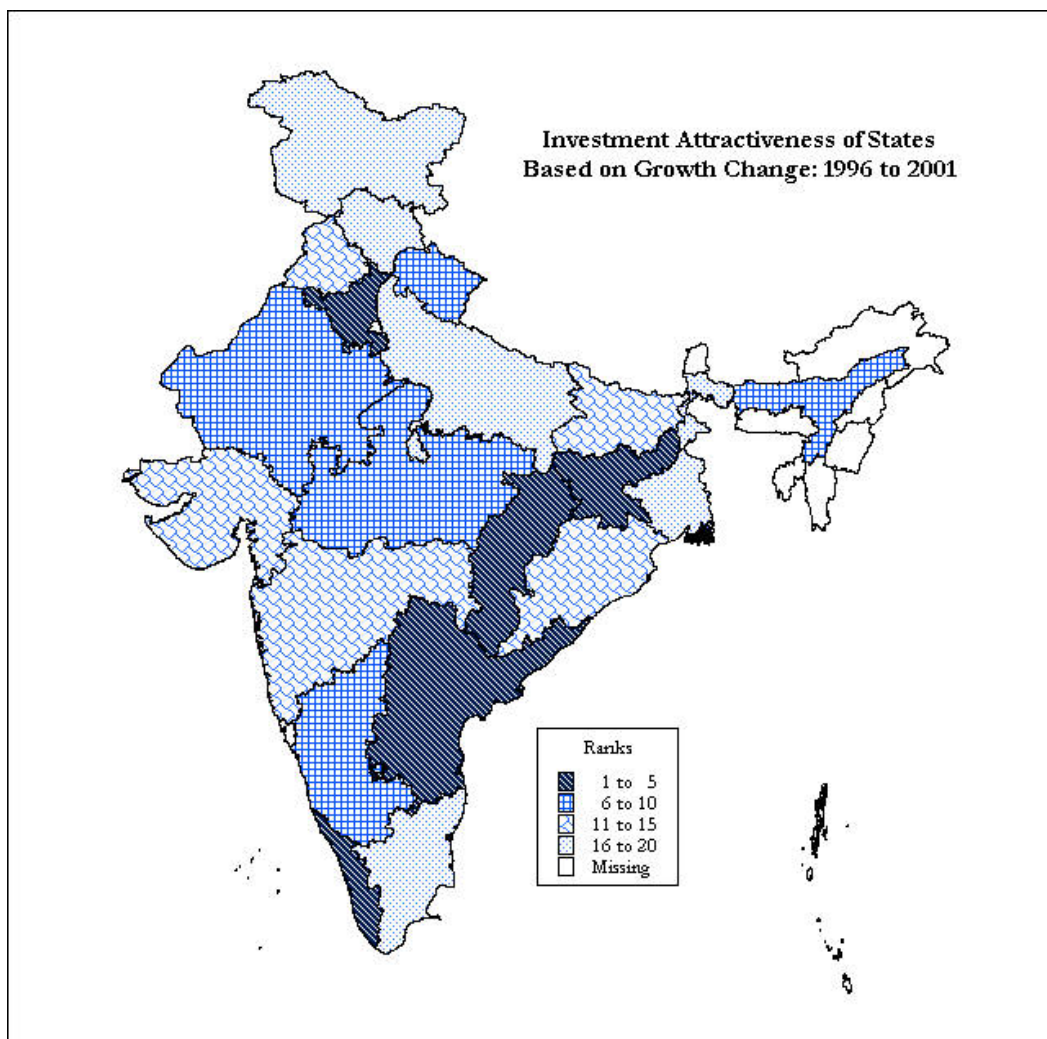 Investment Attractiveness of States
Based on Growth Change: 1996 to 2001
Ranks
1 to 5
6 to 10
11 to 15
16 to 20
Missing